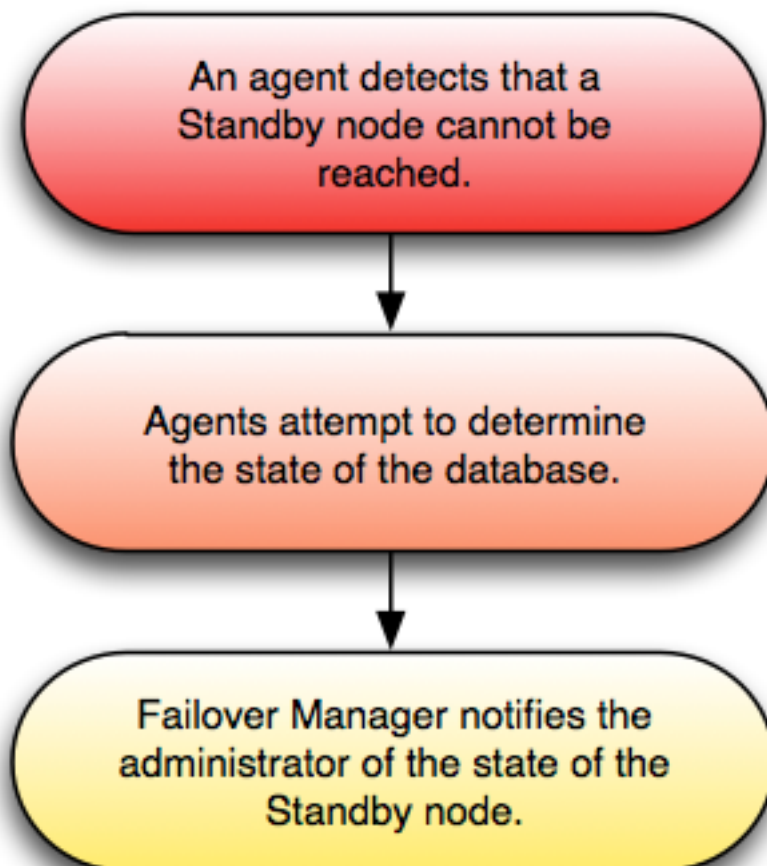 An agent detects that a
Standby node cannot be
reached.
Agents attempt to determine
the state of the database.
Failover Manager notifies the
administrator of the state of the
Standby node.